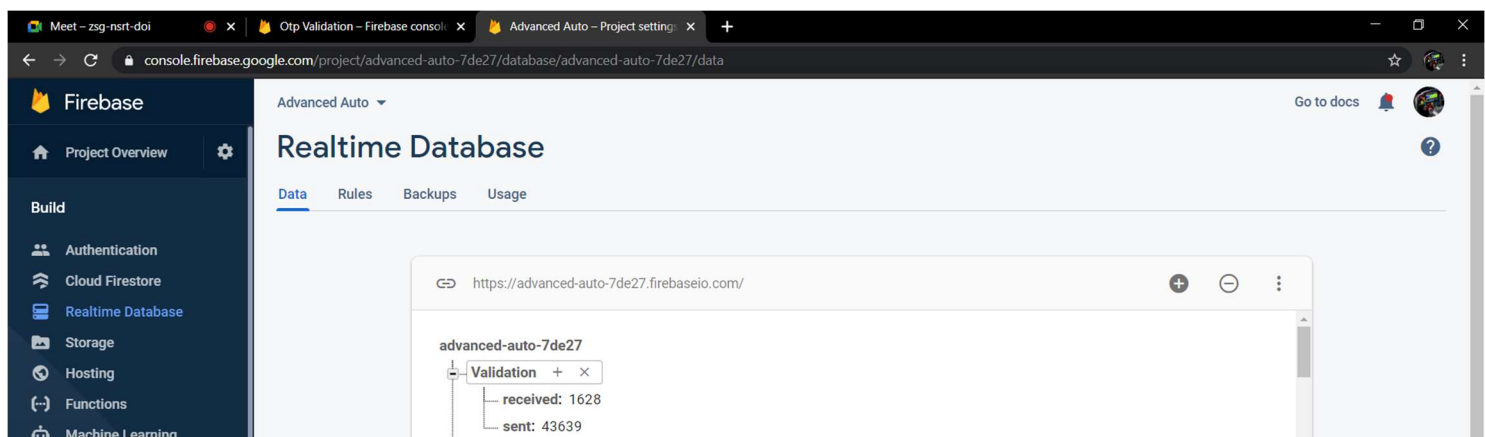 Meet – zsg-nsrt-doi
Otp Validation – Firebase console
Advanced Auto – Project settings
console.firebase.google.com/project/advanced-auto-7de27/database/advanced-auto-7de27/data
Firebase
Advanced Auto
Go to docs
Project Overview
Realtime Database
Data Rules Backups Usage
Build
Authentication
Cloud Firestore
Realtime Database
Storage
Hosting
Functions
Machine Learning
https://advanced-auto-7de27.firebaseio.com/
advanced-auto-7de27
Validation
received: 1628
sent: 43639